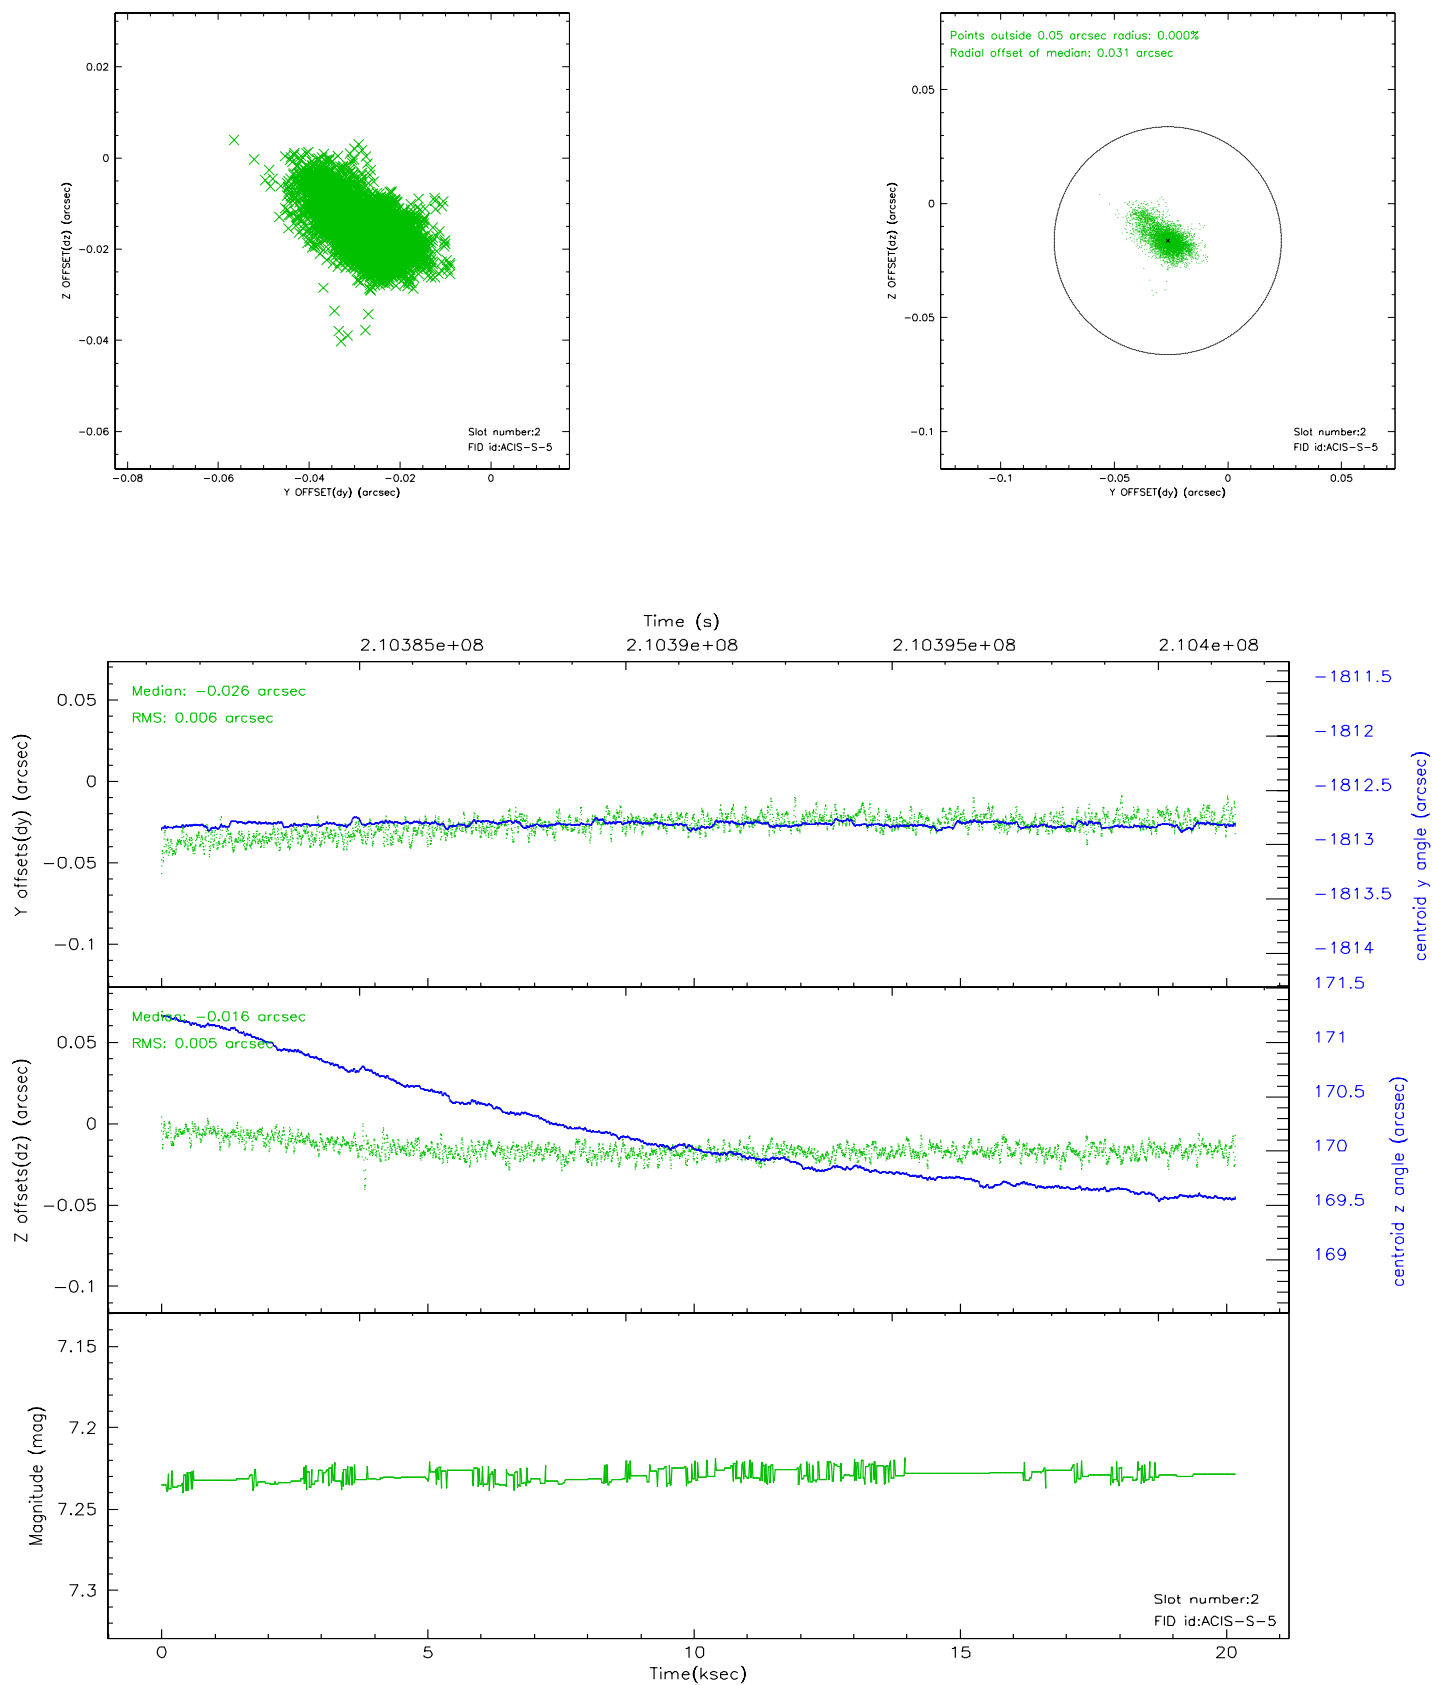 0.02
0
−0.02
−0.04
−0.06
Z OFFSET(dz) (arcsec)
Slot number:2
FID id:ACIS−S−5
−0.08
−0.06
−0.04
−0.02
0
Y OFFSET(dy) (arcsec)
Points outside 0.05 arcsec radius: 0.000%
Radial offset of median: 0.031 arcsec
0.05
0
−0.05
−0.1
Z OFFSET(dz) (arcsec)
Slot number:2
FID id:ACIS−S−5
−0.1
−0.05
0
0.05
Y OFFSET(dy) (arcsec)
Time (s)
2.10385e+08
2.1039e+08
2.10395e+08
2.104e+08
Median: −0.026 arcsec
RMS: 0.006 arcsec
0.05
0
−0.05
−0.1
Y offsets(dy) (arcsec)
−1811.5
−1812
−1812.5
−1813
−1813.5
−1814
centroid y angle (arcsec)
Median: −0.016 arcsec
RMS: 0.005 arcsec
0.05
0
−0.05
−0.1
Z offsets(dz) (arcsec)
171.5
171
170.5
170
169.5
169
centroid z angle (arcsec)
7.15
7.2
7.25
7.3
Magnitude (mag)
Slot number:2
FID id:ACIS−S−5
0
5
10
15
20
Time(ksec)